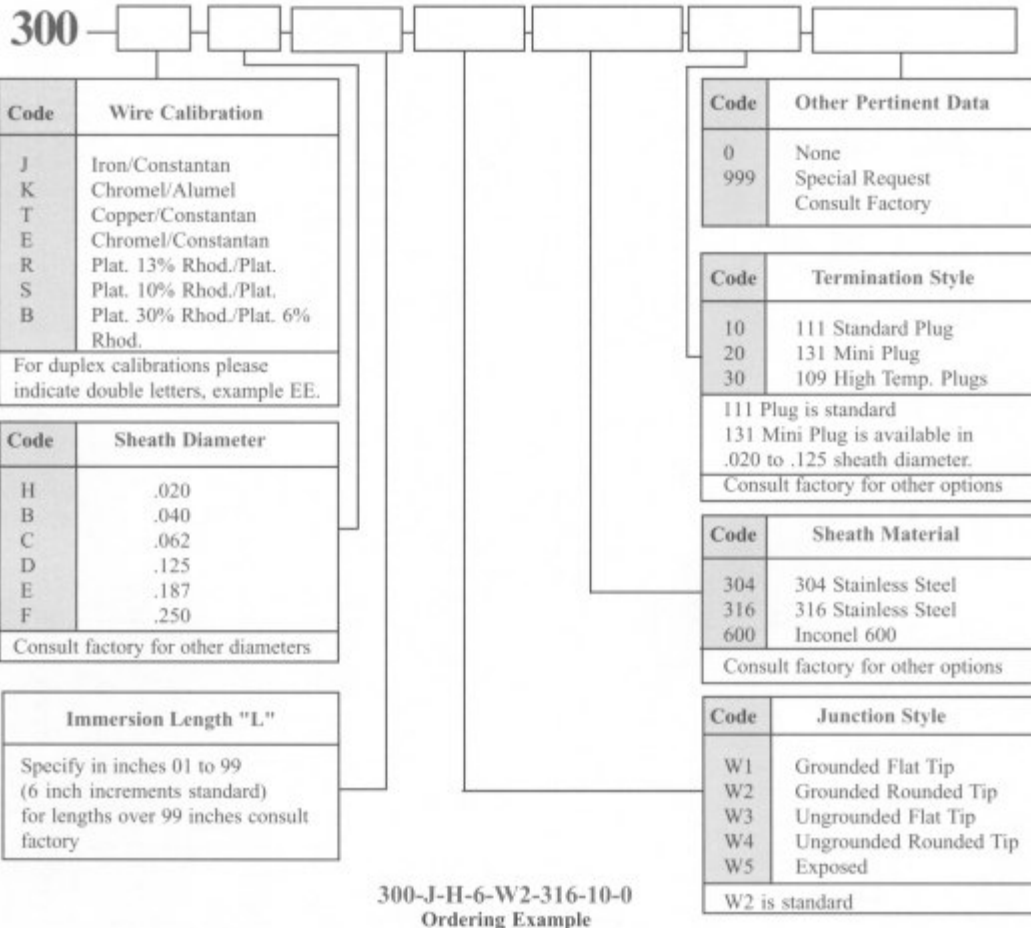 300
Code Wire Calibration
J Iron/Constantan
K Chromel/Alumel
T Copper/Constantan
E Chromel/Constantan
R Plat. 13% Rhod./Plat.
S Plat. 10% Rhod./Plat.
B Plat. 30% Rhod./Plat. 6%
Rhod.
For duplex calibrations please
indicate double letters, example EE.
Code Sheath Diameter
H .020
B .040
C .062
D .125
E .187
F .250
Consult factory for other diameters
Immersion Length "L"
Specify in inches 01 to 99
(6 inch increments standard)
for lengths over 99 inches consult
factory
Code Other Pertinent Data
0 None
999 Special Request
Consult Factory
Code Termination Style
10 111 Standard Plug
20 131 Mini Plug
30 109 High Temp. Plugs
111 Plug is standard
131 Mini Plug is available in
.020 to .125 sheath diameter.
Consult factory for other options
Code Sheath Material
304 304 Stainless Steel
316 316 Stainless Steel
600 Inconel 600
Consult factory for other options
Code Junction Style
W1 Grounded Flat Tip
W2 Grounded Rounded Tip
W3 Ungrounded Flat Tip
W4 Ungrounded Rounded Tip
W5 Exposed
W2 is standard
300-J-H-6-W2-316-10-0
Ordering Example